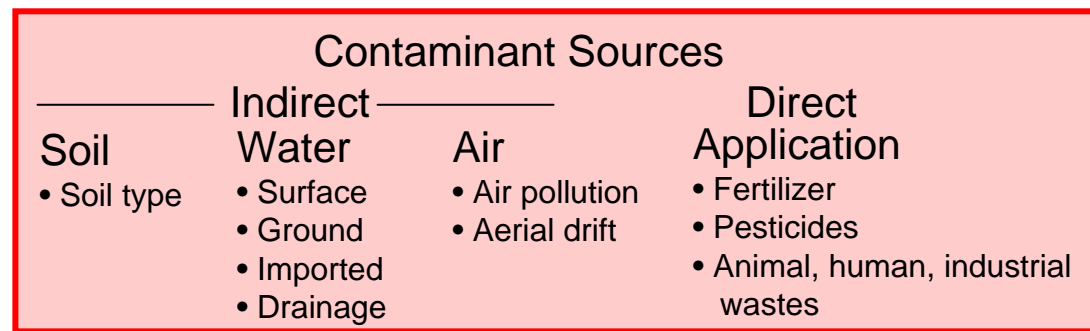 Contaminant Sources
Indirect
Direct
Soil
Water
Air
Application
• Soil type
• Surface
• Ground
• Imported
• Drainage
• Air pollution
• Aerial drift
• Fertilizer
• Pesticides
• Animal, human, industrial
wastes